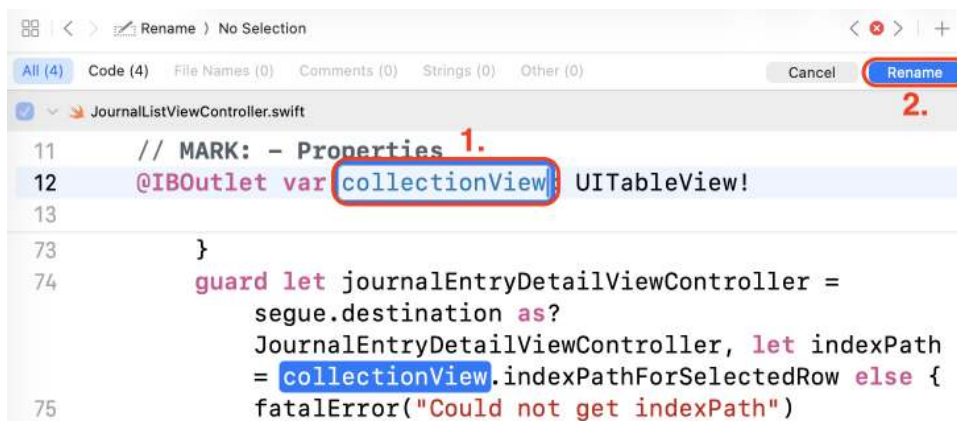 Rename 〉 No Selection
All (4) Code (4) File Names (0) Comments (0) Strings (0) Other (0) Cancel Rename
2.
JournalListViewController.swift
1.
11 // MARK: - Properties
12 @IBOutlet var collectionView: UITableView!
13
73 }
74 guard let journalEntryDetailViewController =
segue.destination as?
JournalEntryDetailViewController, let indexPath
= collectionView.indexPathForSelectedRow else {
75 fatalError("Could not get indexPath")